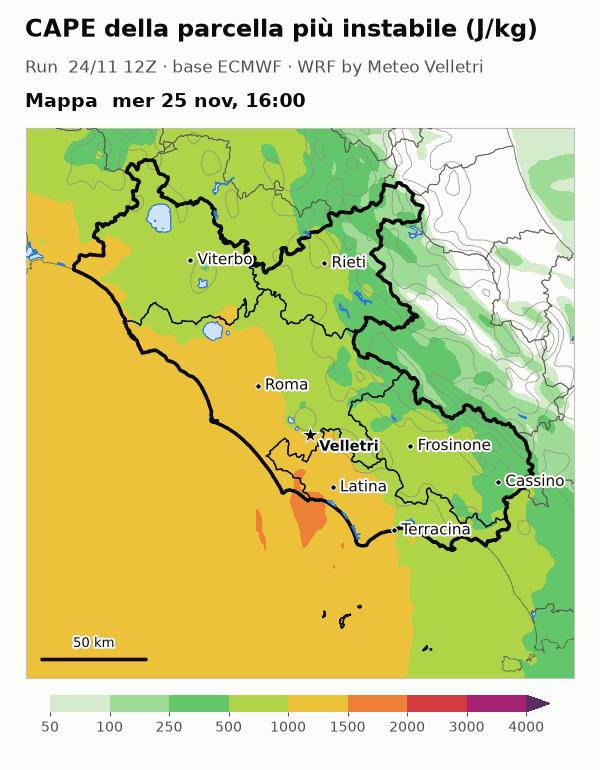 CAPE della parcella più instabile (J/kg)
Run  24/11 12Z · base ECMWF · WRF by Meteo Velletri
Mappa  mer 25 nov, 16:00
Viterbo
Rieti
Roma
Velletri
Frosinone
Cassino
Latina
Terracina
50 km
50 100 250 500 1000 1500 2000 3000 4000